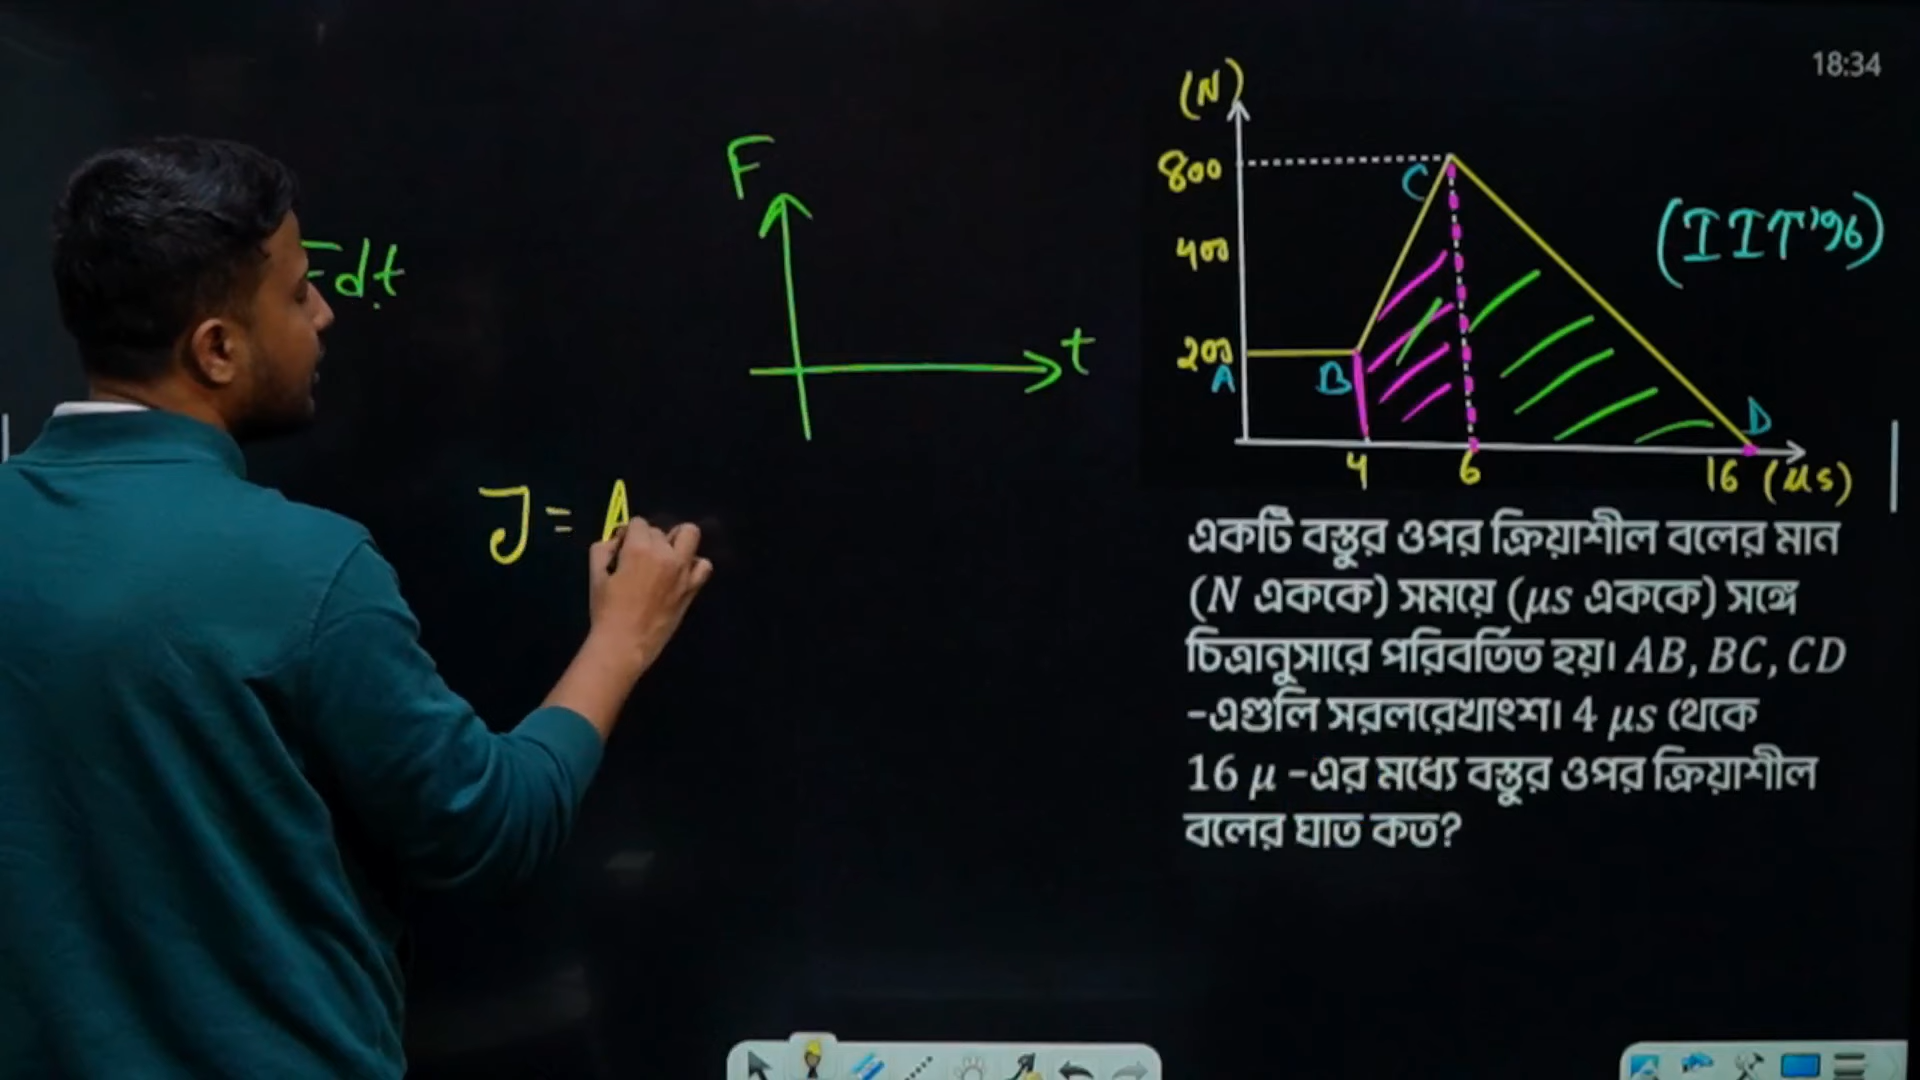 18:34
(N)
800
400
200
A
B
C
D
4
6
16 (μs)
(IIT'96)
F
t
dt
J = A
একটি বস্তুর ওপর ক্রিয়াশীল বলের মান
(N এককে) সময়ে (μs এককে) সঙ্গে
চিত্রানুসারে পরিবর্তিত হয়। AB, BC, CD
-এগুলি সরলরেখাংশ। 4 μs থেকে
16 μ -এর মধ্যে বস্তুর ওপর ক্রিয়াশীল
বলের ঘাত কত?